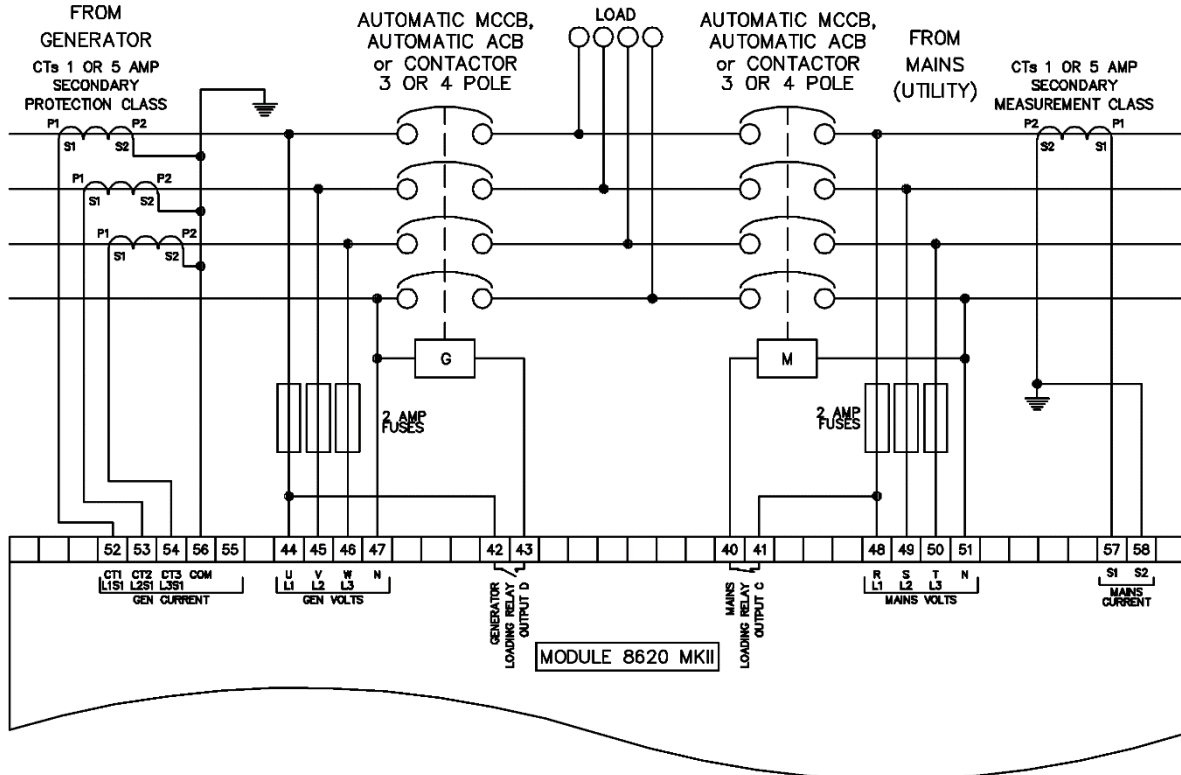 FROM
GENERATOR
CTs 1 OR 5 AMP
SECONDARY
PROTECTION CLASS
AUTOMATIC MCCB,
AUTOMATIC ACB
or CONTACTOR
3 OR 4 POLE
LOAD
AUTOMATIC MCCB,
AUTOMATIC ACB
or CONTACTOR
3 OR 4 POLE
FROM
MAINS
(UTILITY)
CTs 1 OR 5 AMP
SECONDARY
MEASUREMENT CLASS
P1 P2
S1 S2
P1 P2
S1 S2
P1 P2
S1 S2
P2 P1
S2 S1
G
M
2 AMP
FUSES
2 AMP
FUSES
52 53 54 56 55 44 45 46 47 42 43 40 41 48 49 50 51 57 58
CT1 CT2 CT3 COM
L1S1 L2S1 L3S1
GEN CURRENT
U V W N
L1 L2 L3
GEN VOLTS
GENERATOR
LOADING RELAY
OUTPUT D
MAINS
LOADING RELAY
OUTPUT C
R S T N
L1 L2 L3
MAINS VOLTS
S1 S2
MAINS
CURRENT
MODULE 8620 MKII